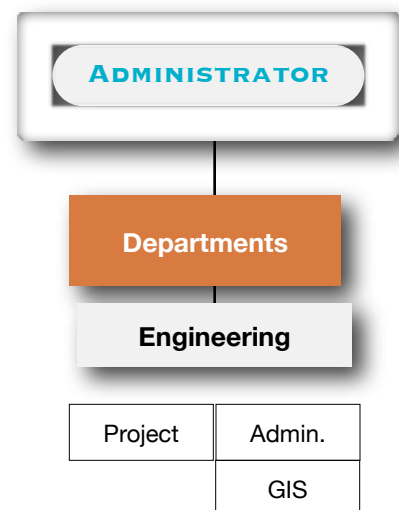 ADMINISTRATOR
Departments
Engineering
Project Admin.
GIS